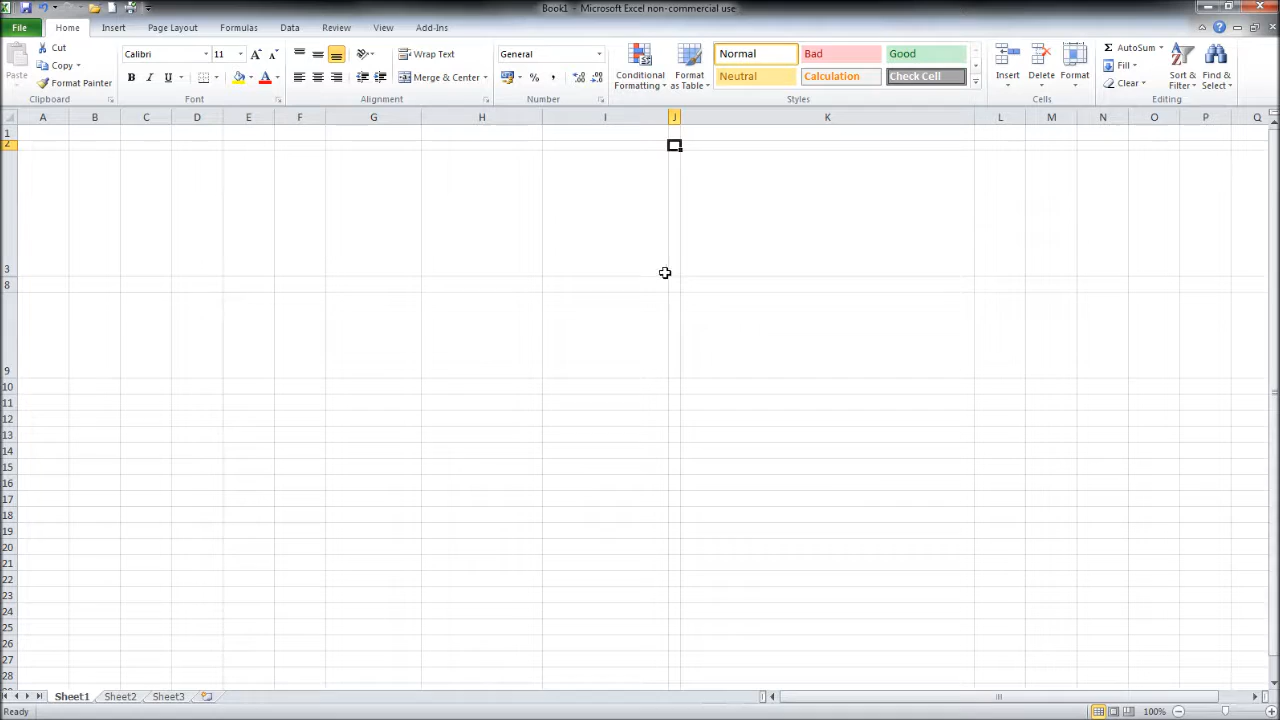 Book1 - Microsoft Excel non-commercial use
File Home Insert Page Layout Formulas Data Review View Add-Ins
Paste
Cut
Copy
Format Painter
Clipboard
Calibri 11
B I U
Font
Wrap Text
Merge & Center
Alignment
General
% ,
Number
Conditional Formatting
Format as Table
Normal Bad Good
Neutral Calculation Check Cell
Styles
Insert Delete Format
Cells
AutoSum
Fill
Clear
Sort & Filter
Find & Select
Editing
A B C D E F G H I J K L M N O P Q
1
2
3
8
9
10
11
12
13
14
15
16
17
18
19
20
21
22
23
24
25
26
27
28
Sheet1 Sheet2 Sheet3
Ready 100%